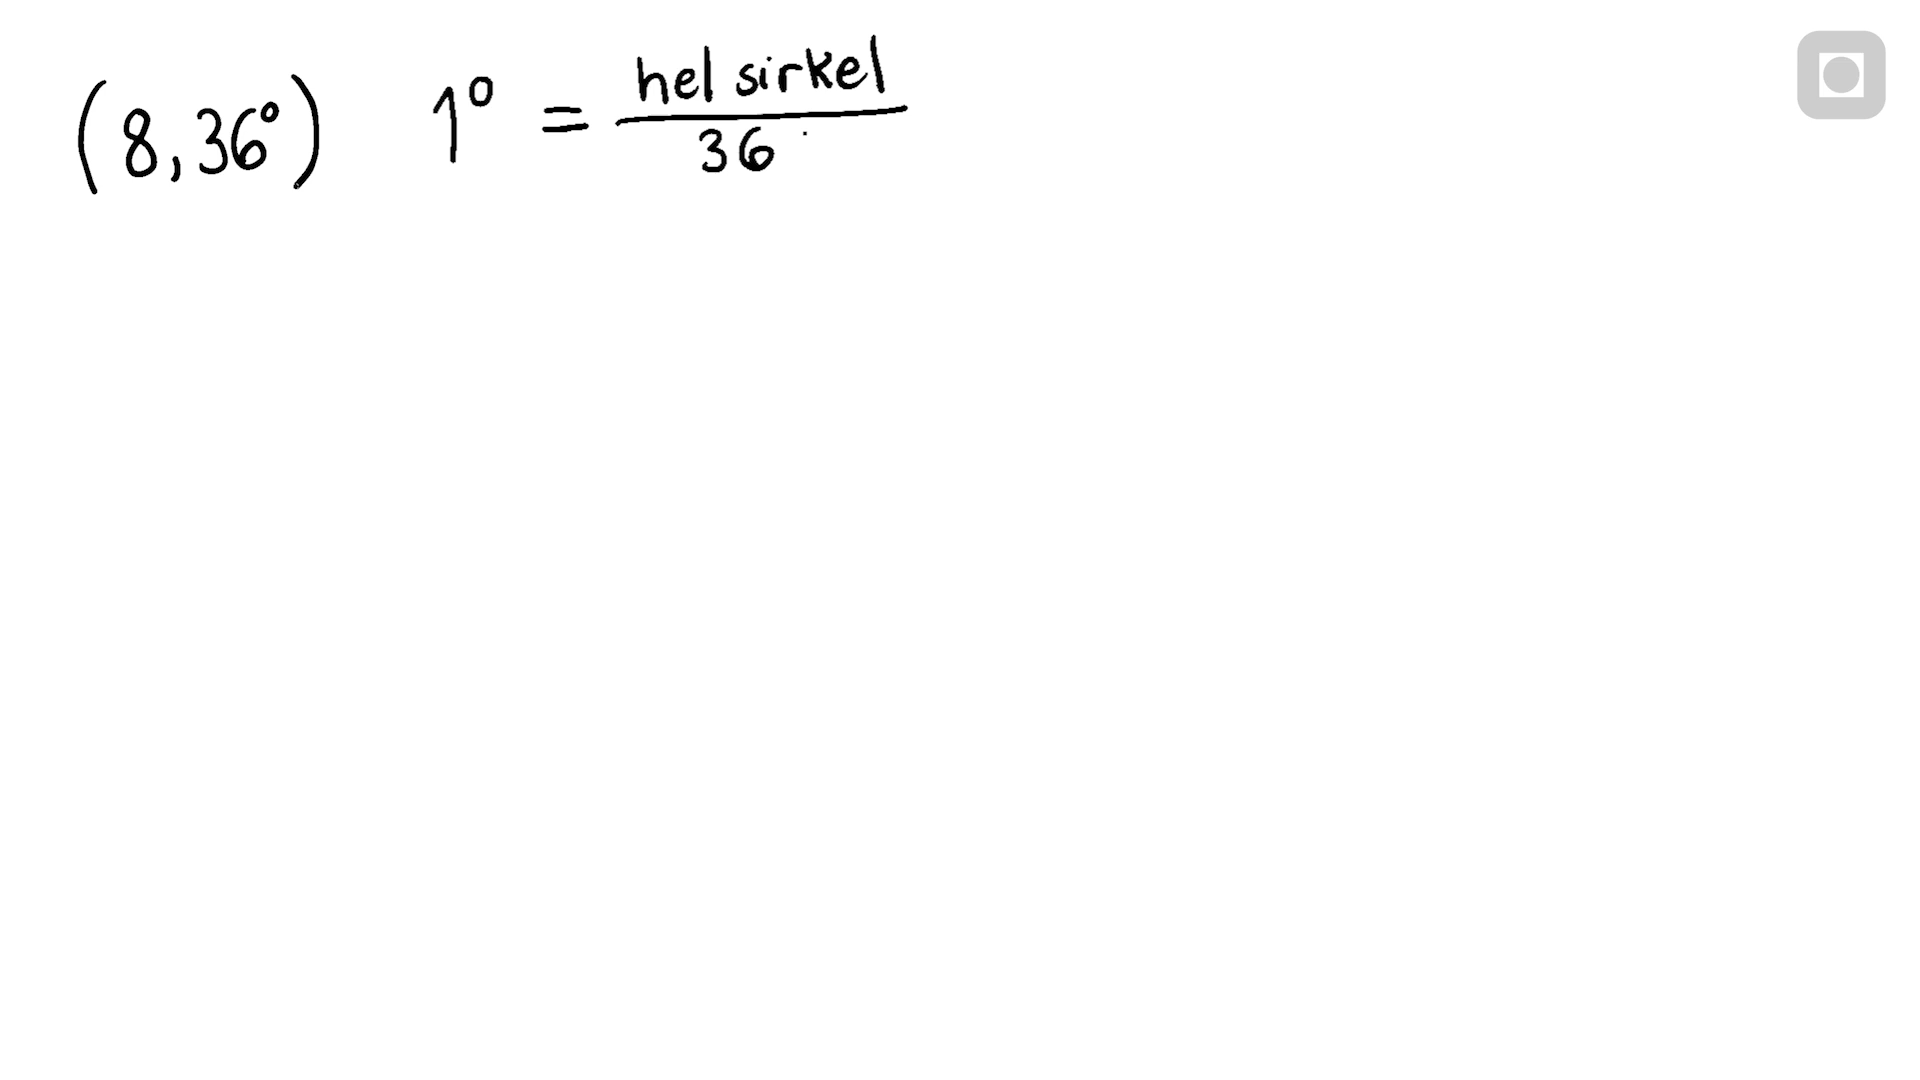 (8, 36°) 1° = hel sirkel / 36